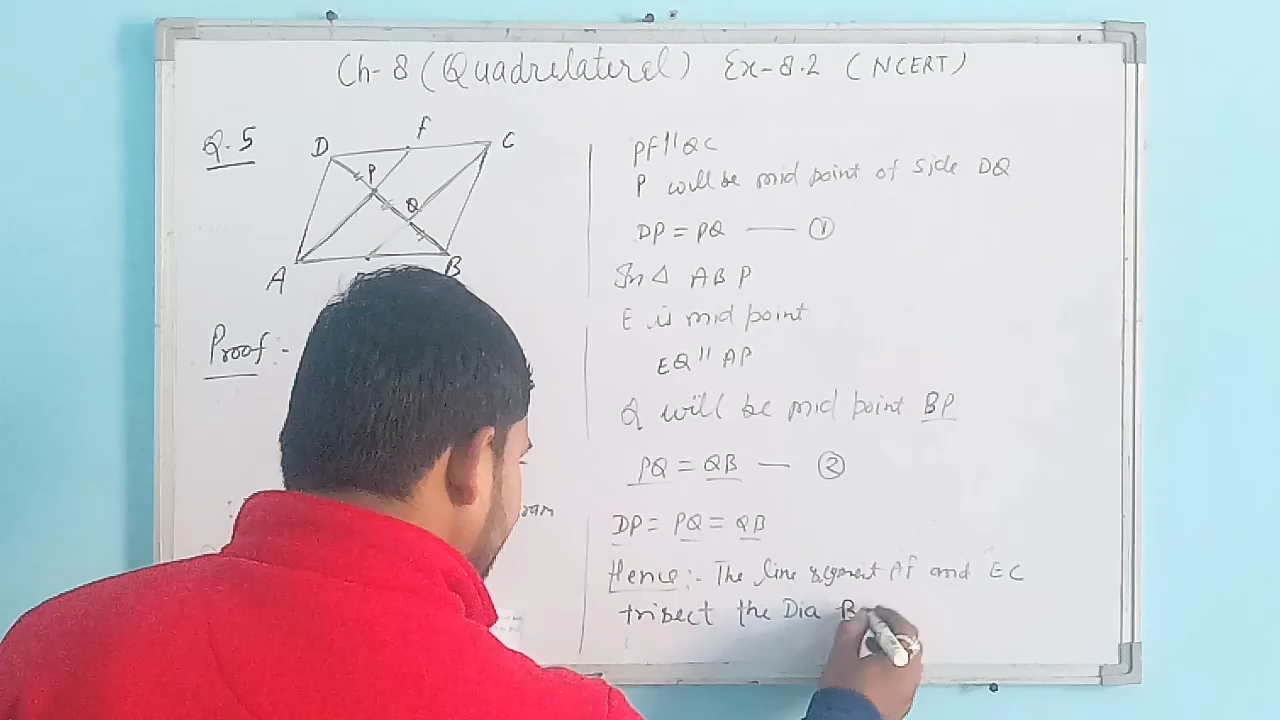 Ch-8 (Quadrilateral) Ex-8.2 (NCERT)
Q.5
D
F
C
P
Q
A
B
Proof:-
PF || QC
P will be mid point of side DQ
DP = PQ — ①
In Δ ABP
E is mid point
EQ || AP
Q will be mid point BP
PQ = QB — ②
DP = PQ = QB
Hence:- The line segment AF and EC
trisect the Dia B